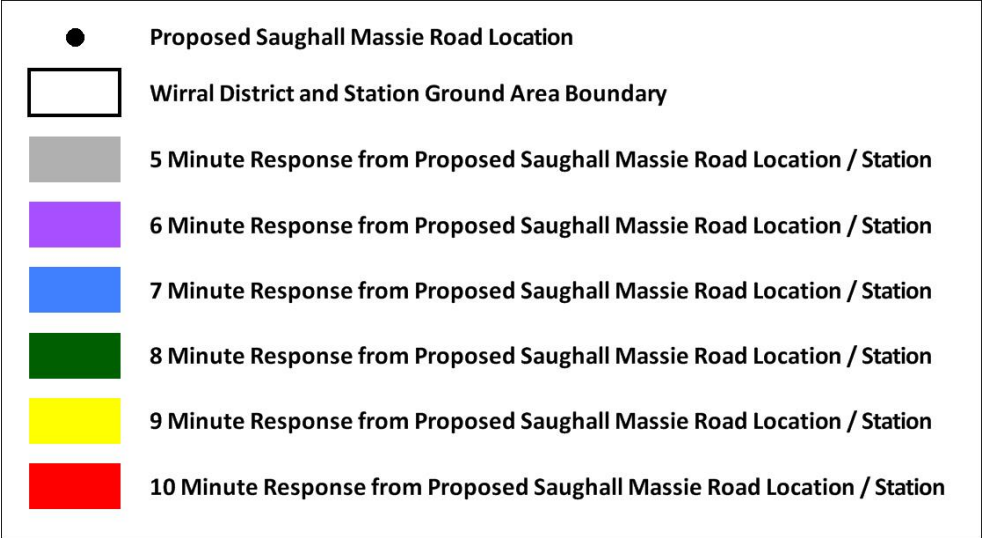 Proposed Saughall Massie Road Location
Wirral District and Station Ground Area Boundary
5 Minute Response from Proposed Saughall Massie Road Location / Station
6 Minute Response from Proposed Saughall Massie Road Location / Station
7 Minute Response from Proposed Saughall Massie Road Location / Station
8 Minute Response from Proposed Saughall Massie Road Location / Station
9 Minute Response from Proposed Saughall Massie Road Location / Station
10 Minute Response from Proposed Saughall Massie Road Location / Station